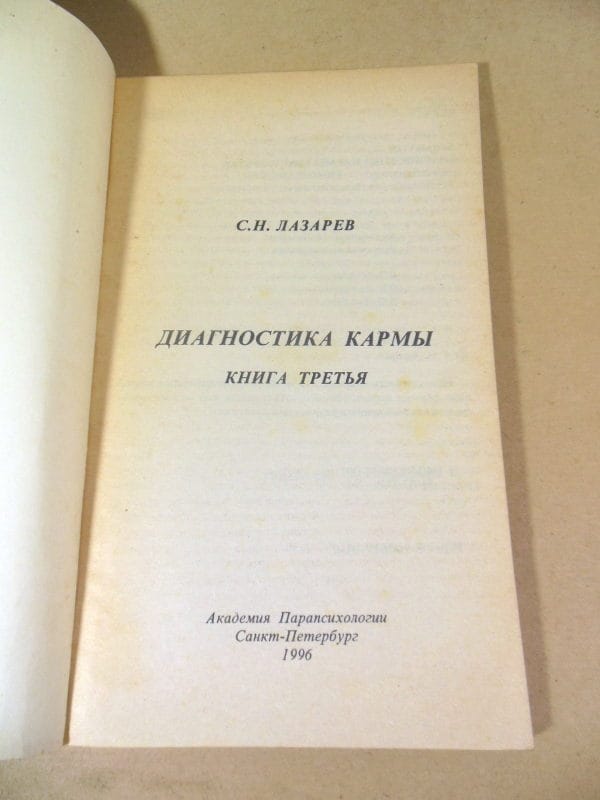 С.Н. ЛАЗАРЕВ
ДИАГНОСТИКА КАРМЫ
КНИГА ТРЕТЬЯ
Академия Парапсихологии
Санкт-Петербург
1996